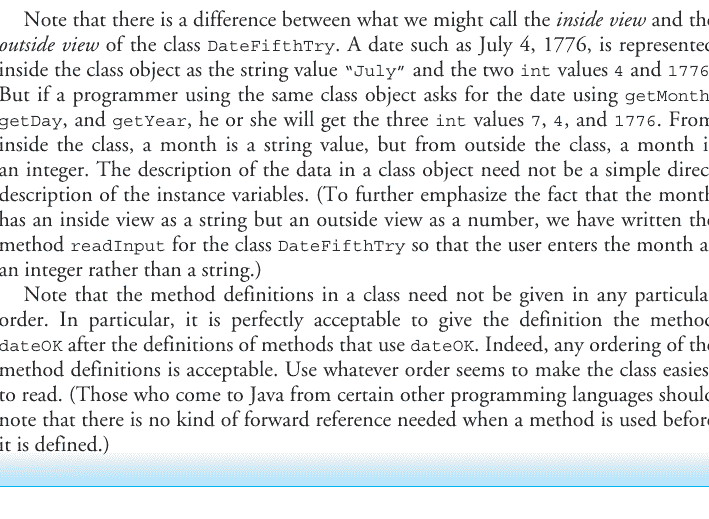 Note that there is a difference between what we might call the inside view and the
outside view of the class DateFifthTry. A date such as July 4, 1776, is represented
inside the class object as the string value "July" and the two int values 4 and 1776
But if a programmer using the same class object asks for the date using getMonth
getDay, and getYear, he or she will get the three int values 7, 4, and 1776. From
inside the class, a month is a string value, but from outside the class, a month i
an integer. The description of the data in a class object need not be a simple direc
description of the instance variables. (To further emphasize the fact that the month
has an inside view as a string but an outside view as a number, we have written the
method readInput for the class DateFifthTry so that the user enters the month a
an integer rather than a string.)
Note that the method definitions in a class need not be given in any particula
order. In particular, it is perfectly acceptable to give the definition the method
dateOK after the definitions of methods that use dateOK. Indeed, any ordering of the
method definitions is acceptable. Use whatever order seems to make the class easies
to read. (Those who come to Java from certain other programming languages should
note that there is no kind of forward reference needed when a method is used before
it is defined.)